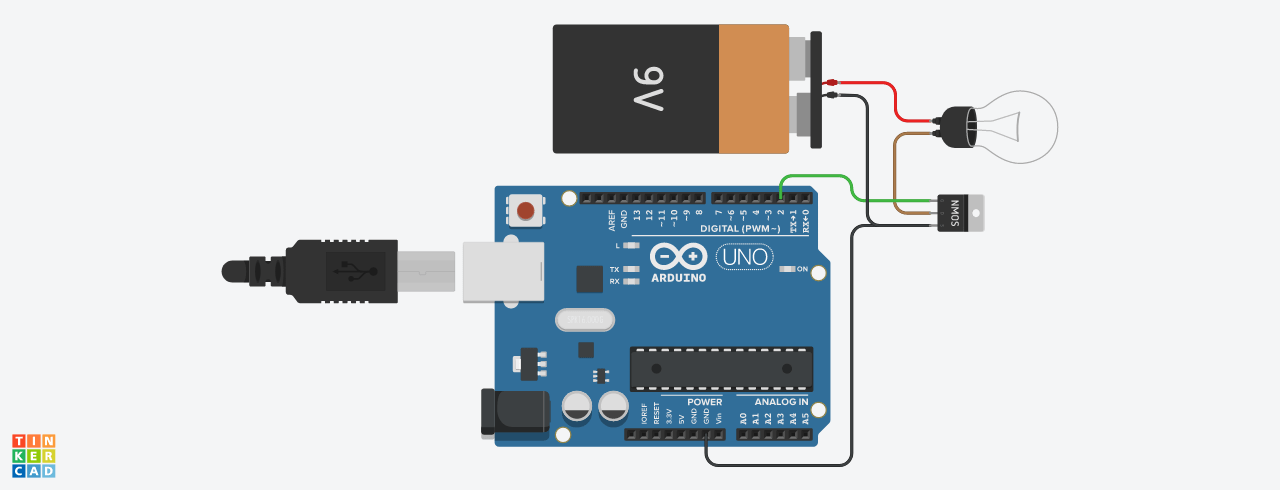 9V
AREF
GND
13
12
~11
~10
~9
8
7
~6
~5
4
~3
2
TX→1
RX←0
DIGITAL (PWM~)
L
TX
RX
ARDUINO
UNO
ON
NMOS
POWER
ANALOG IN
IOREF
RESET
3.3V
5V
GND
GND
Vin
A0
A1
A2
A3
A4
A5
TIN
KER
CAD